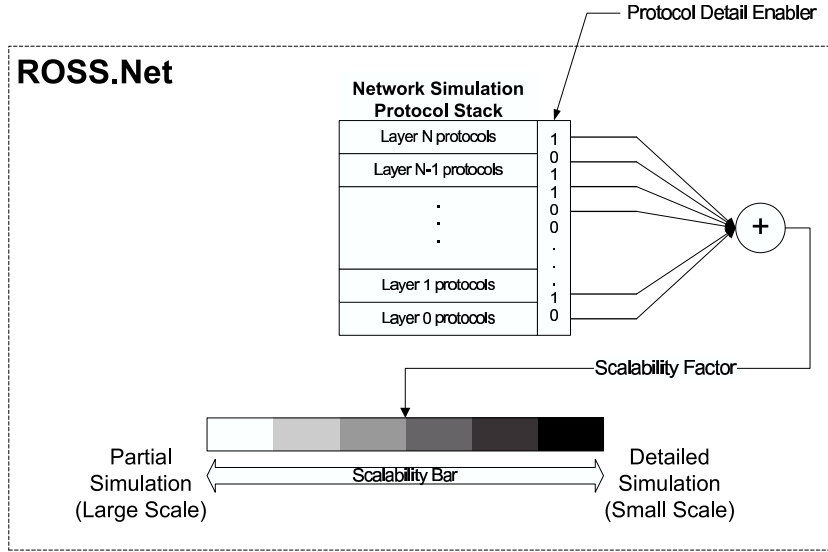 Protocol Detail Enabler
ROSS.Net
Network Simulation
Protocol Stack
Layer N protocols
Layer N-1 protocols
.
.
.
Layer 1 protocols
Layer 0 protocols
1
0
1
1
0
0
.
.
.
1
0
+
Scalability Factor
Partial
Simulation
(Large Scale)
Scalability Bar
Detailed
Simulation
(Small Scale)